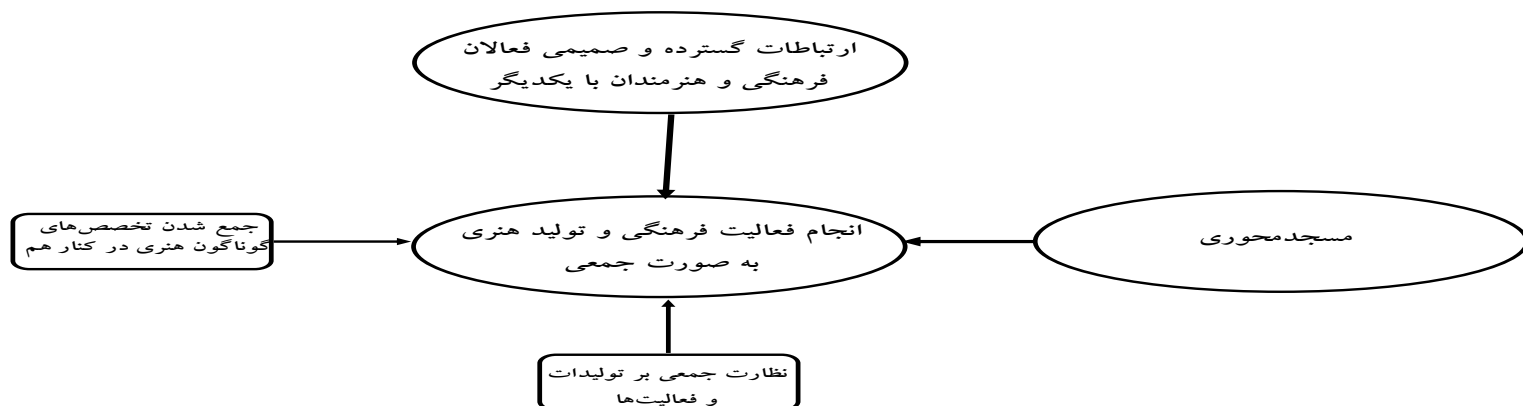 ارتباطات گسترده و صمیمی فعالان
فرهنگی و هنرمندان با یکدیگر
مسجدمحوری
انجام فعالیت فرهنگی و تولید هنری
به صورت جمعی
جمع شدن تخصص‌های
گوناگون هنری در کنار هم
نظارت جمعی بر تولیدات
و فعالیت‌ها